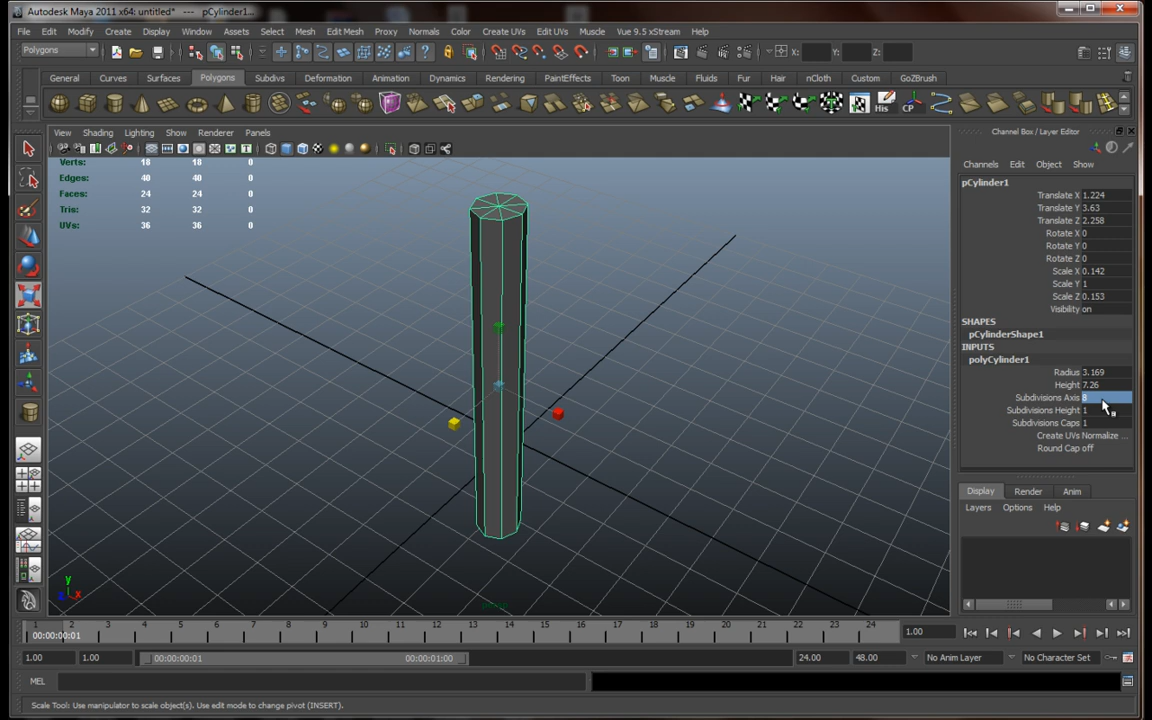 Autodesk Maya 2011 x64: untitled* --- pCylinder1...
File Edit Modify Create Display Window Assets Select Mesh Edit Mesh Proxy Normals Color Create UVs Edit UVs Muscle Vue 9.5 xStream Help
Polygons X: Y: Z:
General Curves Surfaces Polygons Subdivs Deformation Animation Dynamics Rendering PaintEffects Toon Muscle Fluids Fur Hair nCloth Custom GoZBrush
CP
View Shading Lighting Show Renderer Panels
Verts: 18 18 0
Edges: 40 40 0
Faces: 24 24 0
Tris: 32 32 0
UVs: 36 36 0
y
x
Channel Box / Layer Editor
Channels Edit Object Show
pCylinder1
Translate X 1.224
Translate Y 3.63
Translate Z 2.258
Rotate X 0
Rotate Y 0
Rotate Z 0
Scale X 0.142
Scale Y 1
Scale Z 0.153
Visibility on
SHAPES
pCylinderShape1
INPUTS
polyCylinder1
Radius 3.169
Height 7.26
Subdivisions Axis 8
Subdivisions Height 1
Subdivisions Caps 1
Create UVs Normalize ...
Round Cap off
Display Render Anim
Layers Options Help
1 2 3 4 5 6 7 8 9 10 11 12 13 14 15 16 17 18 19 20 21 22 23 24
00:00:00:01 1.00
1.00 1.00 00:00:00:01 00:00:01:00 24.00 48.00 No Anim Layer No Character Set
MEL
Scale Tool: Use manipulator to scale object(s). Use edit mode to change pivot (INSERT).